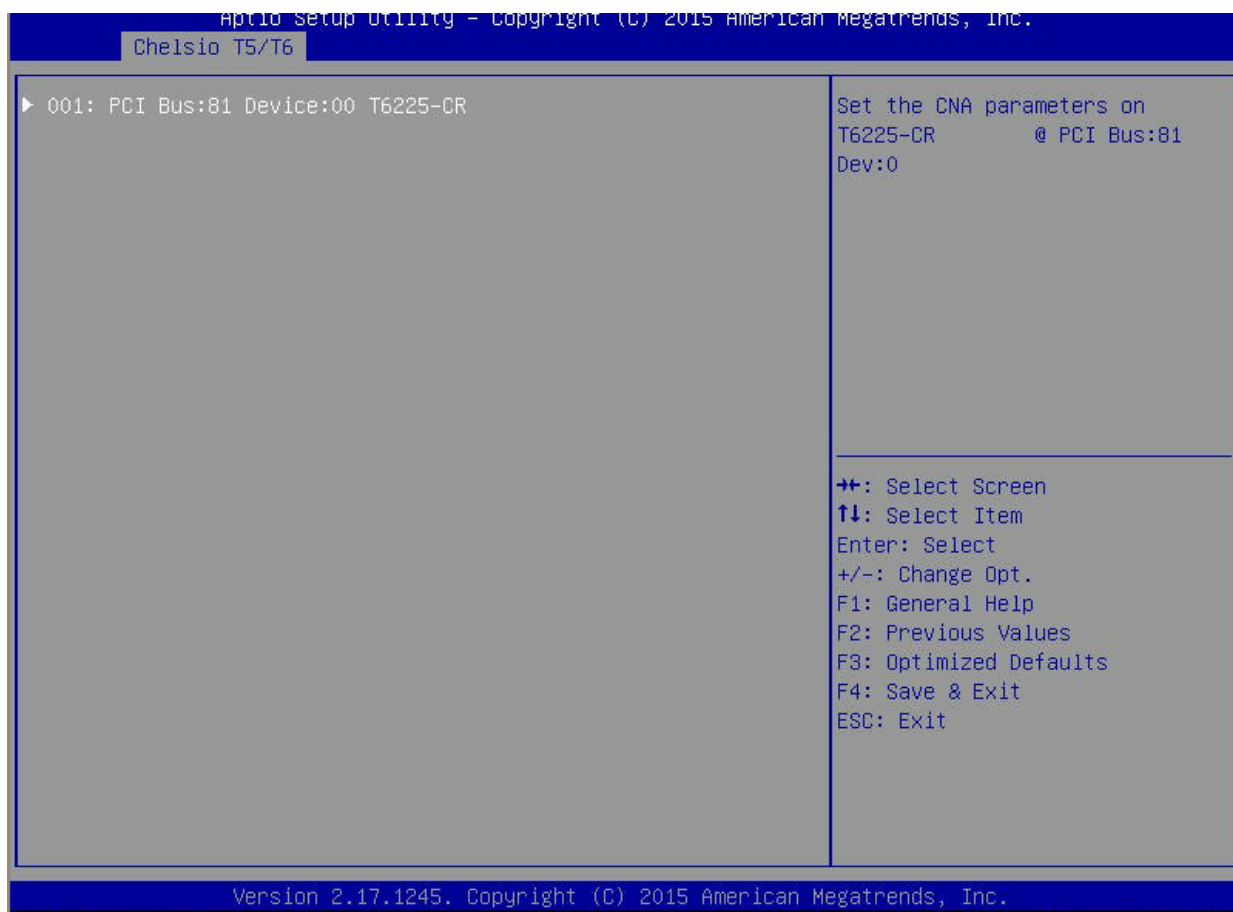 Aptio Setup Utility – Copyright (C) 2015 American Megatrends, Inc.
Chelsio T5/T6
▶ 001: PCI Bus:81 Device:00 T6225-CR
Set the CNA parameters on
T6225-CR @ PCI Bus:81
Dev:0
→←: Select Screen
↑↓: Select Item
Enter: Select
+/-: Change Opt.
F1: General Help
F2: Previous Values
F3: Optimized Defaults
F4: Save & Exit
ESC: Exit
Version 2.17.1245. Copyright (C) 2015 American Megatrends, Inc.